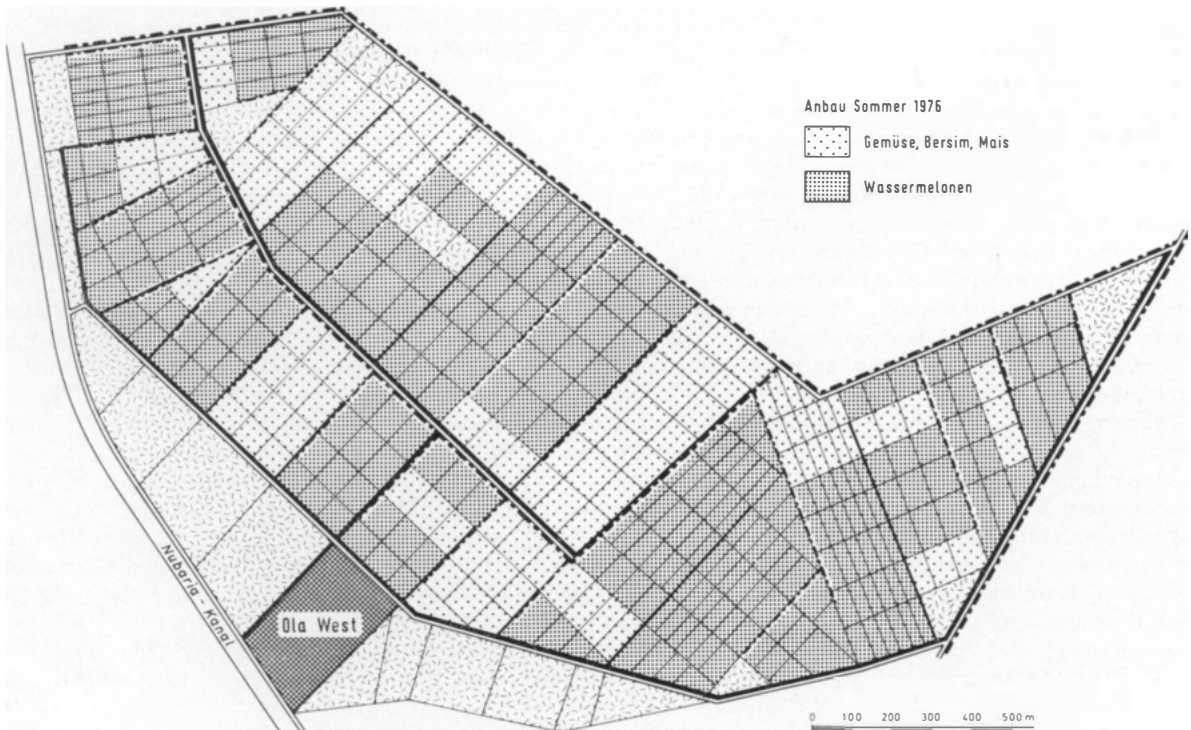 Anbau Sommer 1976
Gemüse, Bersim, Mais
Wassermelonen
Nubaria - Kanal
Ola West
0 100 200 300 400 500 m